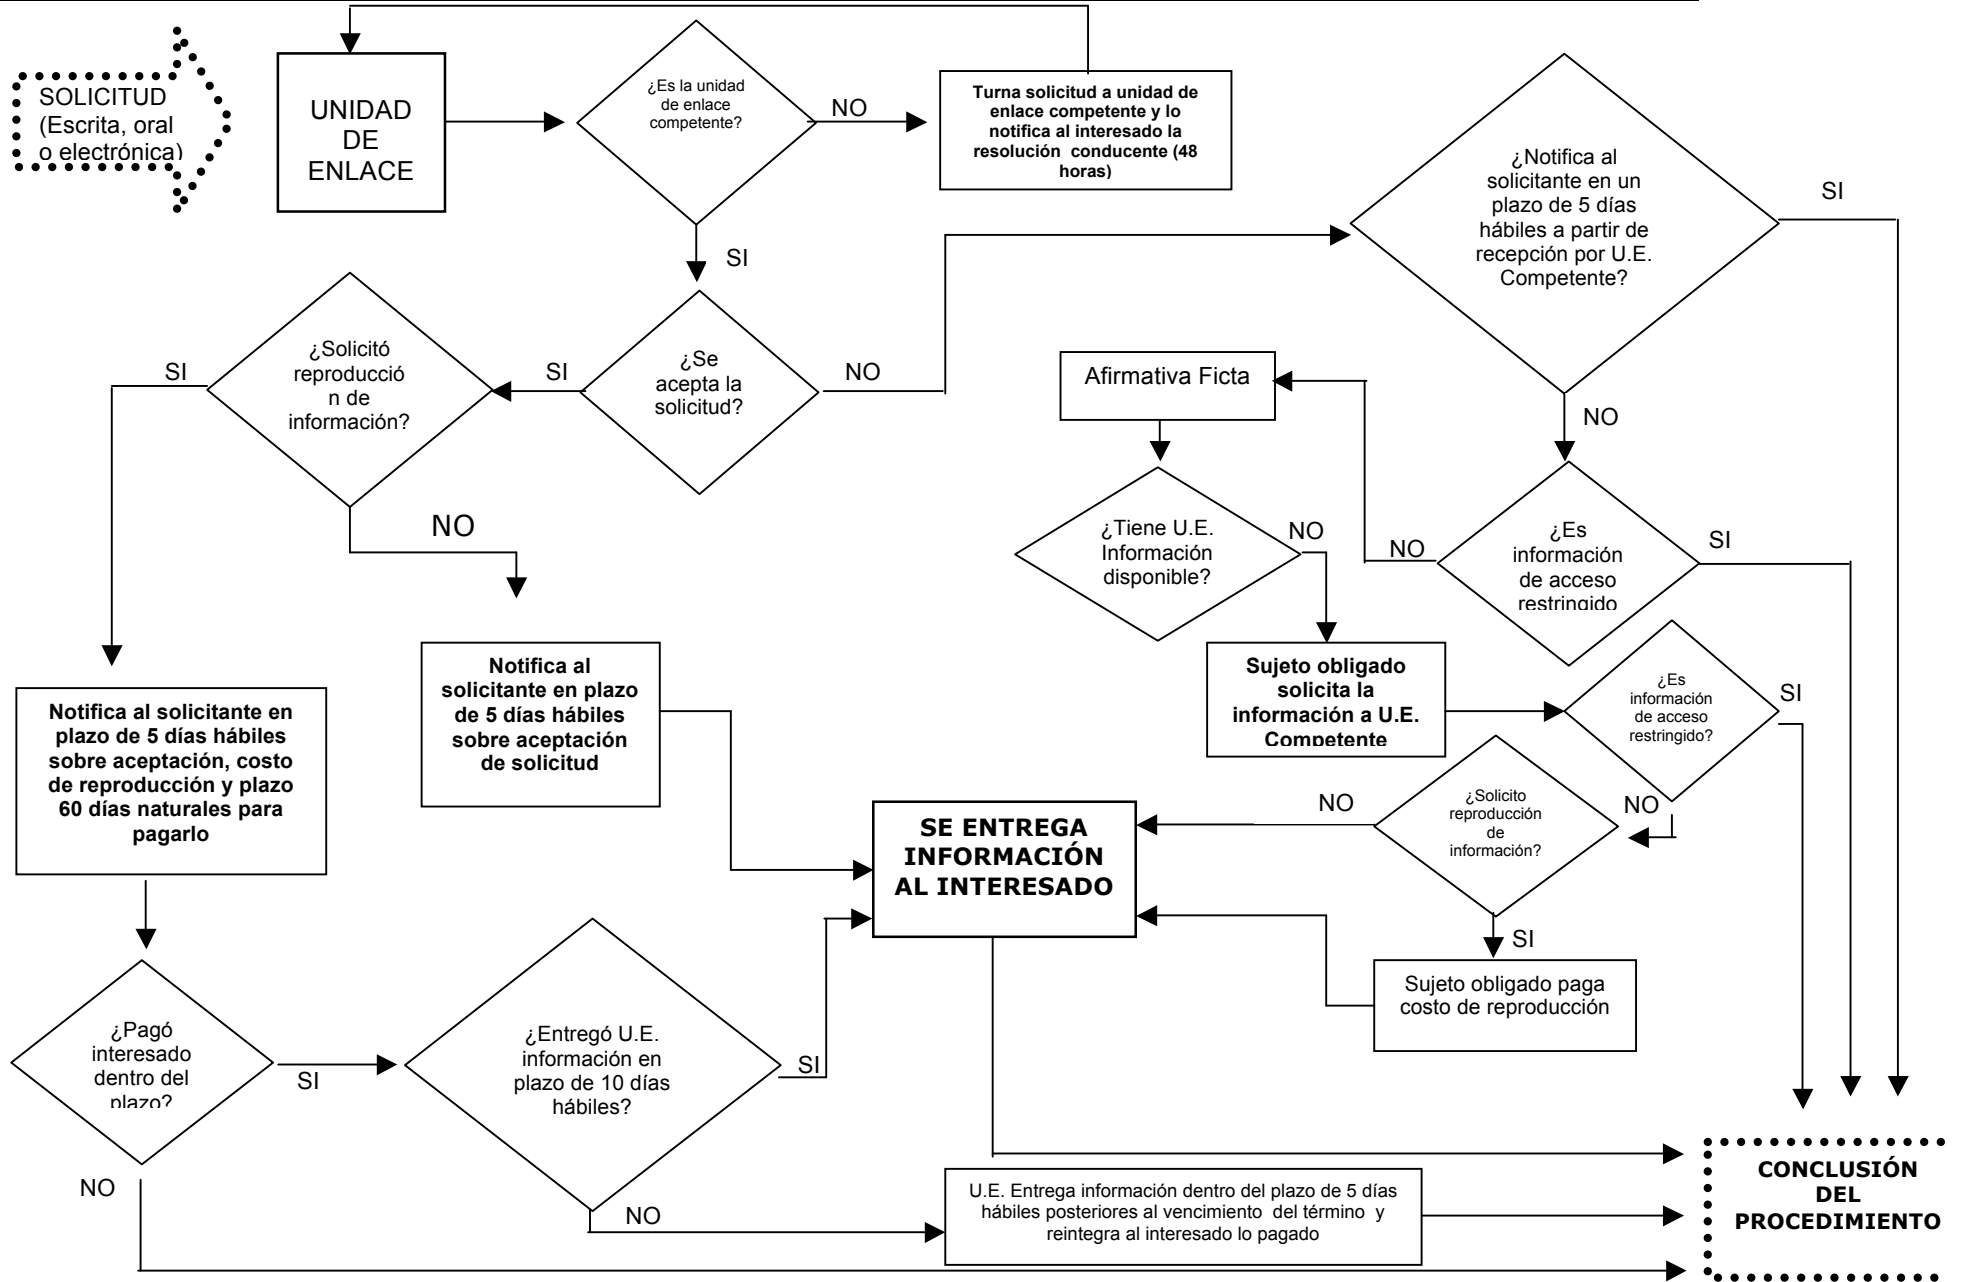 SOLICITUD
(Escrita, oral
o electrónica)
UNIDAD
DE
ENLACE
¿Es la unidad
de enlace
competente?
NO
Turna solicitud a unidad de
enlace competente y lo
notifica al interesado la
resolución conducente (48
horas)
SI
¿Notifica al
solicitante en un
plazo de 5 días
hábiles a partir de
recepción por U.E.
Competente?
SI
NO
¿Se
acepta la
solicitud?
SI
NO
¿Solicitó
reproducció
n de
información?
SI
NO
Afirmativa Ficta
¿Tiene U.E.
Información
disponible?
NO
¿Es
información
de acceso
restringido
NO
SI
Notifica al solicitante en
plazo de 5 días hábiles
sobre aceptación, costo
de reproducción y plazo
60 días naturales para
pagarlo
Notifica al
solicitante en plazo
de 5 días hábiles
sobre aceptación
de solicitud
Sujeto obligado
solicita la
información a U.E.
Competente
¿Es
información
de acceso
restringido?
SI
NO
¿Solicito
reproducción
de
información?
NO
SI
SE ENTREGA
INFORMACIÓN
AL INTERESADO
Sujeto obligado paga
costo de reproducción
¿Pagó
interesado
dentro del
plazo?
SI
NO
¿Entregó U.E.
información en
plazo de 10 días
hábiles?
SI
NO
U.E. Entrega información dentro del plazo de 5 días
hábiles posteriores al vencimiento del término y
reintegra al interesado lo pagado
CONCLUSIÓN
DEL
PROCEDIMIENTO